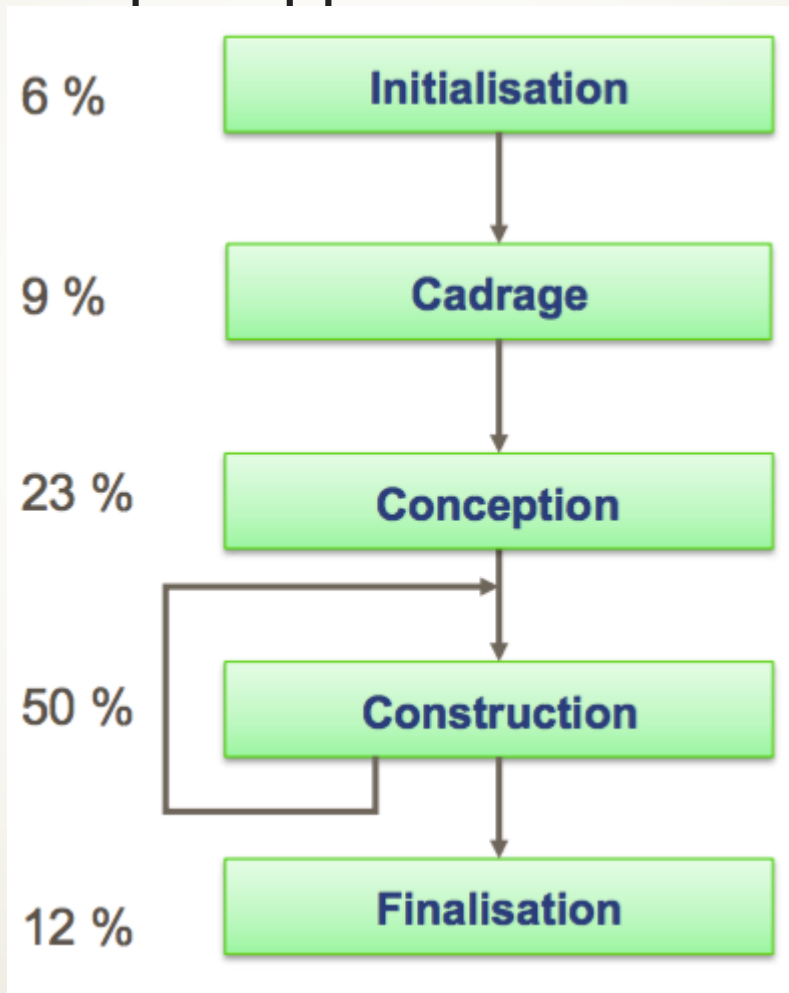 6 %
Initialisation
9 %
Cadrage
23 %
Conception
50 %
Construction
12 %
Finalisation